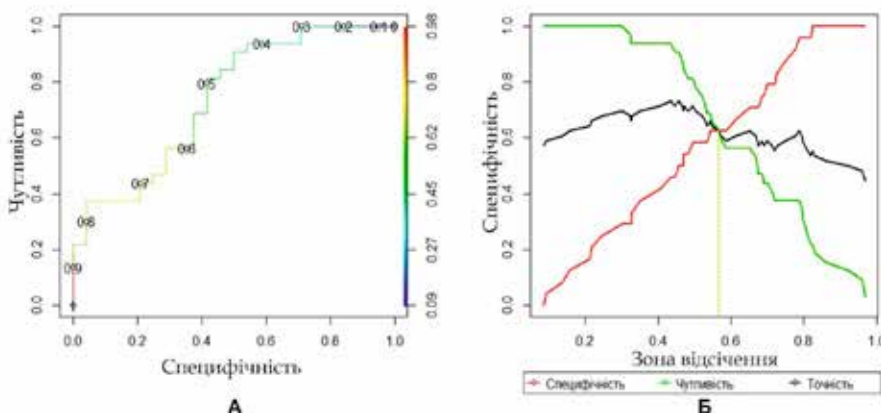 Чутливість
0.0 0.2 0.4 0.6 0.8 1.0
0.9
0.8
0.7
0.6
0.5
0.4
0.3
0.2
0.0 0.2 0.4 0.6 0.8 1.0
Специфічність
0.09 0.27 0.45 0.62 0.8 0.98
А
Специфічність
0.0 0.2 0.4 0.6 0.8 1.0
0.2 0.4 0.6 0.8 1.0
Зона відсічення
Специфічність Чутливість Точність
Б